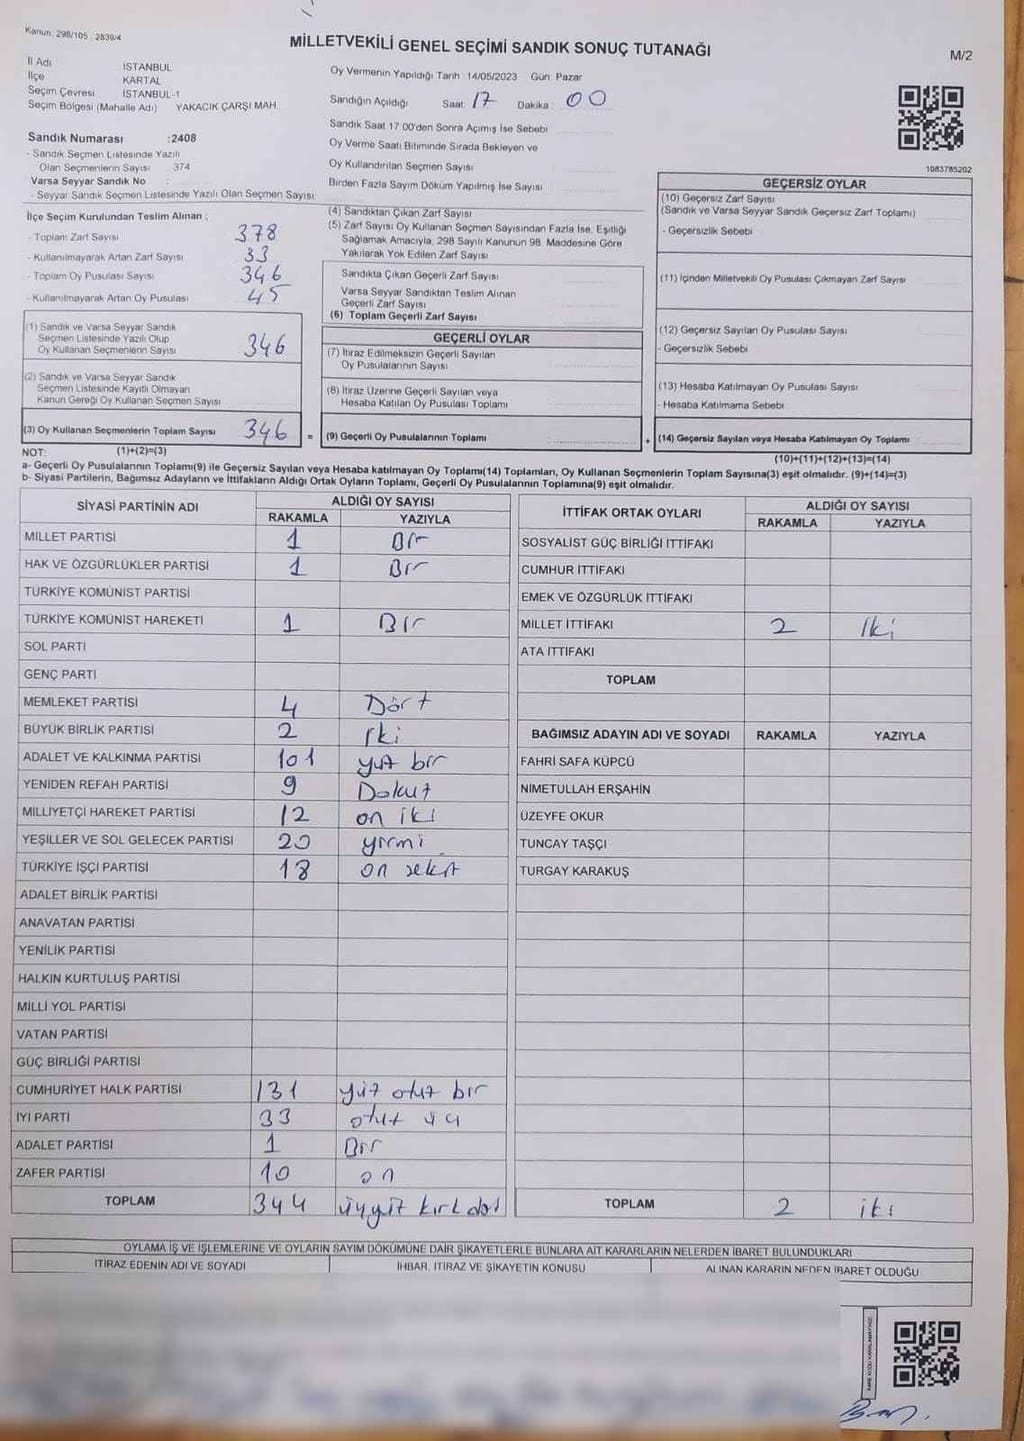 Kanun: 298/105 ; 2839/4
MİLLETVEKİLİ GENEL SEÇİMİ SANDIK SONUÇ TUTANAĞI
M/2
İl Adı İSTANBUL
İlçe KARTAL
Seçim Çevresi İSTANBUL-1
Seçim Bölgesi (Mahalle Adı) YAKACIK ÇARŞI MAH.
Sandık Numarası :2408
- Sandık Seçmen Listesinde Yazılı
Olan Seçmenlerin Sayısı 374
Varsa Seyyar Sandık No
- Seyyar Sandık Seçmen Listesinde Yazılı Olan Seçmen Sayısı
Oy Vermenin Yapıldığı Tarih : 14/05/2023 Gün: Pazar
Sandığın Açıldığı Saat: 17 Dakika: 00
Sandık Saat 17:00'den Sonra Açımış İse Sebebi
Oy Verme Saati Bitiminde Sırada Bekleyen ve
Oy Kullandırılan Seçmen Sayısı
Birden Fazla Sayım Döküm Yapılmış İse Sayısı
1083785202
İlçe Seçim Kurulundan Teslim Alınan ;
- Toplam Zarf Sayısı 378
- Kullanılmayarak Artan Zarf Sayısı 33
- Toplam Oy Pusulası Sayısı 346
- Kullanılmayarak Artan Oy Pusulası 45
(1) Sandık ve Varsa Seyyar Sandık
Seçmen Listesinde Yazılı Olup
Oy Kullanan Seçmenlerin Sayısı 346
(2) Sandık ve Varsa Seyyar Sandık
Seçmen Listesinde Kayıtlı Olmayan
Kanun Gereği Oy Kullanan Seçmen Sayısı
(3) Oy Kullanan Seçmenlerin Toplam Sayısı 346 =
(4) Sandıktan Çıkan Zarf Sayısı
(5) Zarf Sayısı Oy Kullanan Seçmen Sayısından Fazla İse, Eşitliği
Sağlamak Amacıyla, 298 Sayılı Kanunun 98. Maddesine Göre
Yakılarak Yok Edilen Zarf Sayısı
Sandıkta Çıkan Geçerli Zarf Sayısı
Varsa Seyyar Sandıktan Teslim Alınan
Geçerli Zarf Sayısı
(6) Toplam Geçerli Zarf Sayısı
GEÇERLİ OYLAR
(7) İtiraz Edilmeksizin Geçerli Sayılan
Oy Pusulalarının Sayısı
(8) İtiraz Üzerine Geçerli Sayılan veya
Hesaba Katılan Oy Pusulası Toplamı
(9) Geçerli Oy Pusulalarının Toplamı +
GEÇERSİZ OYLAR
(10) Geçersiz Zarf Sayısı
(Sandık ve Varsa Seyyar Sandık Geçersiz Zarf Toplamı)
- Geçersizlik Sebebi
(11) İçinden Milletvekili Oy Pusulası Çıkmayan Zarf Sayısı
(12) Geçersiz Sayılan Oy Pusulası Sayısı
- Geçersizlik Sebebi
(13) Hesaba Katılmayan Oy Pusulası Sayısı
- Hesaba Katılmama Sebebi
(14) Geçersiz Sayılan veya Hesaba Katılmayan Oy Toplamı
NOT: (1)+(2)=(3) (10)+(11)+(12)+(13)=(14)
a- Geçerli Oy Pusulalarının Toplamı(9) ile Geçersiz Sayılan veya Hesaba katılmayan Oy Toplamı(14) Toplamları, Oy Kullanan Seçmenlerin Toplam Sayısına(3) eşit olmalıdır. (9)+(14)=(3)
b- Siyasi Partilerin, Bağımsız Adayların ve İttifakların Aldığı Ortak Oyların Toplamı, Geçerli Oy Pusulalarının Toplamına(9) eşit olmalıdır.
SİYASİ PARTİNİN ADI ALDIĞI OY SAYISI
RAKAMLA YAZIYLA
MİLLET PARTİSİ 1 Bir
HAK VE ÖZGÜRLÜKLER PARTİSİ 1 Bir
TÜRKİYE KOMÜNİST PARTİSİ
TÜRKİYE KOMÜNİST HAREKETİ 1 Bir
SOL PARTİ
GENÇ PARTİ
MEMLEKET PARTİSİ 4 Dört
BÜYÜK BİRLİK PARTİSİ 2 İki
ADALET VE KALKINMA PARTİSİ 101 yüz bir
YENİDEN REFAH PARTİSİ 9 Dokuz
MİLLİYETÇİ HAREKET PARTİSİ 12 on iki
YEŞİLLER VE SOL GELECEK PARTİSİ 20 yirmi
TÜRKİYE İŞÇİ PARTİSİ 18 on sekiz
ADALET BİRLİK PARTİSİ
ANAVATAN PARTİSİ
YENİLİK PARTİSİ
HALKIN KURTULUŞ PARTİSİ
MİLLİ YOL PARTİSİ
VATAN PARTİSİ
GÜÇ BİRLİĞİ PARTİSİ
CUMHURİYET HALK PARTİSİ 131 yüz otuz bir
İYİ PARTİ 33 otuz üç
ADALET PARTİSİ 1 Bir
ZAFER PARTİSİ 10 on
TOPLAM 344 üçyüz kırk dört
İTTİFAK ORTAK OYLARI ALDIĞI OY SAYISI
RAKAMLA YAZIYLA
SOSYALİST GÜÇ BİRLİĞİ İTTİFAKI
CUMHUR İTTİFAKI
EMEK VE ÖZGÜRLÜK İTTİFAKI
MİLLET İTTİFAKI 2 İki
ATA İTTİFAKI
TOPLAM
BAĞIMSIZ ADAYIN ADI VE SOYADI RAKAMLA YAZIYLA
FAHRİ SAFA KÜPCÜ
NİMETULLAH ERŞAHİN
ÜZEYFE OKUR
TUNCAY TAŞÇI
TURGAY KARAKUŞ
TOPLAM 2 iki
OYLAMA İŞ VE İŞLEMLERİNE VE OYLARIN SAYIM DÖKÜMÜNE DAİR ŞİKAYETLERLE BUNLARA AİT KARARLARIN NELERDEN İBARET BULUNDUKLARI
İTİRAZ EDENİN ADI VE SOYADI İHBAR, İTİRAZ VE ŞİKAYETİN KONUSU ALINAN KARARIN NEDEN İBARET OLDUĞU